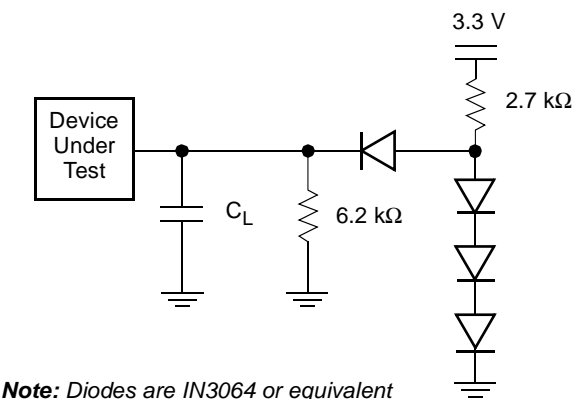 3.3 V
2.7 kΩ
Device
Under
Test
CL
6.2 kΩ
Note: Diodes are IN3064 or equivalent